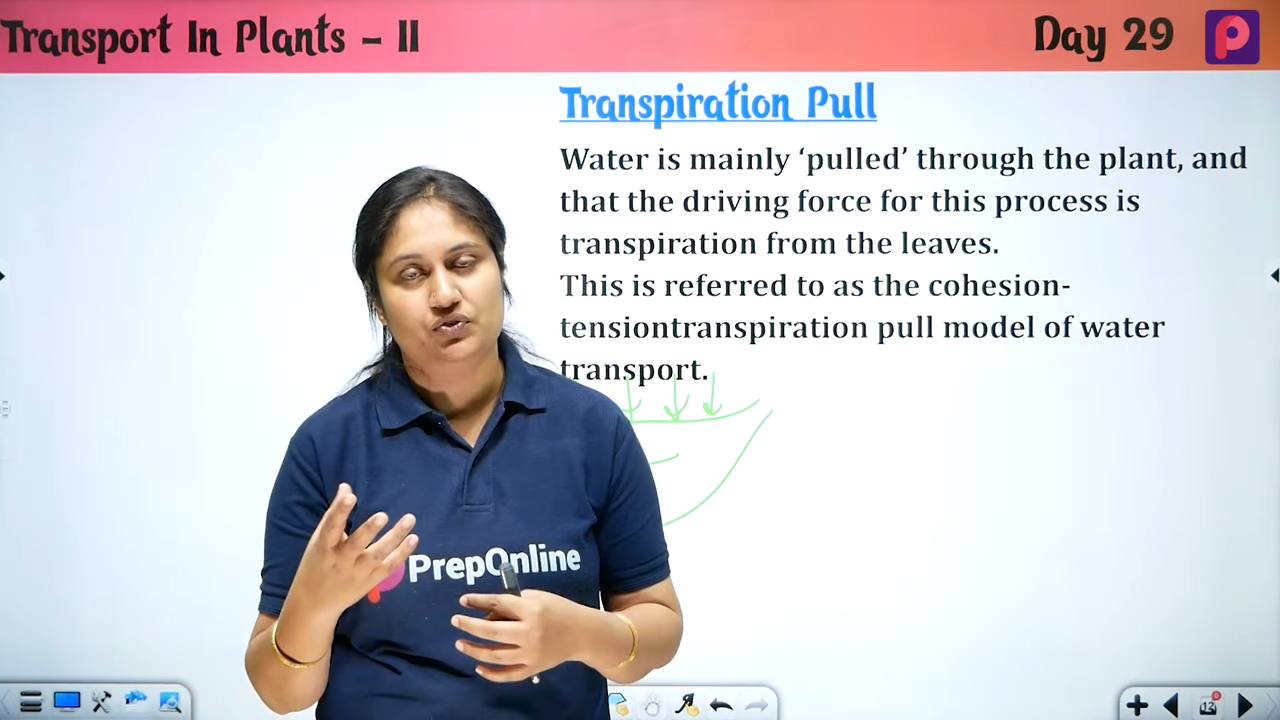 Transport In Plants – II
Day 29
Transpiration Pull
Water is mainly ‘pulled’ through the plant, and
that the driving force for this process is
transpiration from the leaves.
This is referred to as the cohesion-
tensiontranspiration pull model of water
transport.
PrepOnline
12